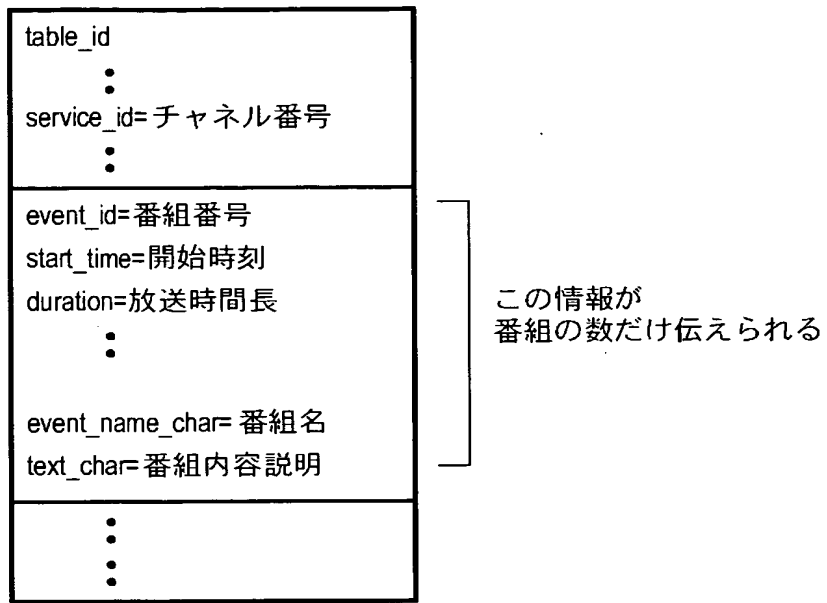 table_id
service_id=チャネル番号
event_id=番組番号
start_time=開始時刻
duration=放送時間長
event_name_char=番組名
text_char=番組内容説明
この情報が
番組の数だけ伝えられる